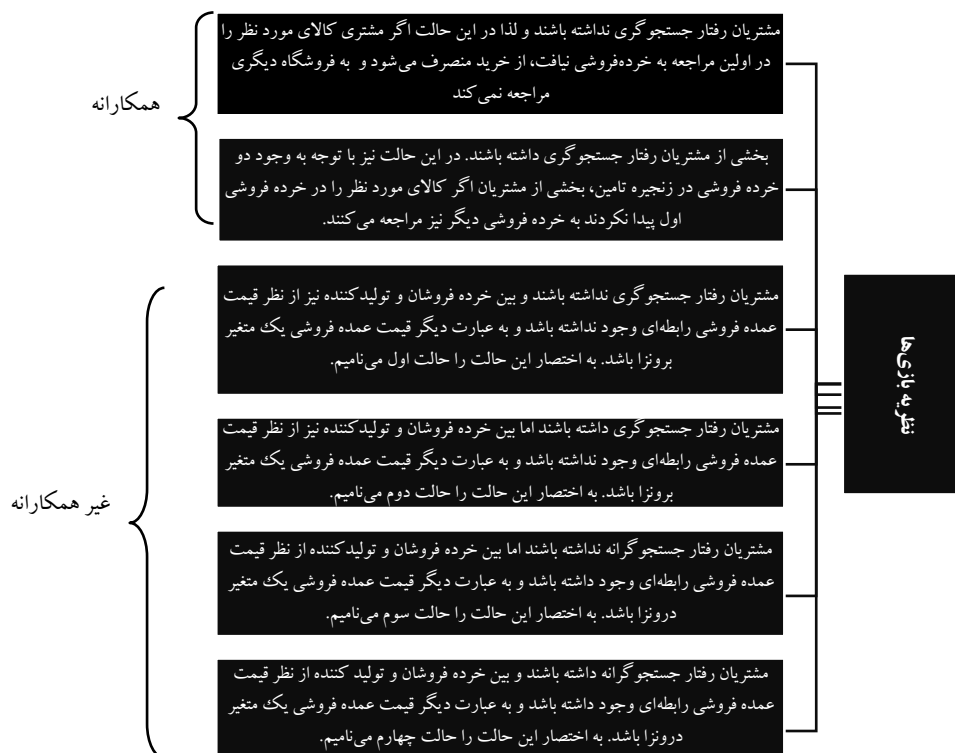 نظریه بازی‌ها
همکارانه
مشتریان رفتار جستجوگری نداشته باشند و لذا در این حالت اگر مشتری کالای مورد نظر را
در اولین مراجعه به خرده‌فروشی نیافت، از خرید منصرف می‌شود و به فروشگاه دیگری
مراجعه نمی‌کند
بخشی از مشتریان رفتار جستجوگری داشته باشند. در این حالت نیز با توجه به وجود دو
خرده فروشی در زنجیره تامین، بخشی از مشتریان اگر کالای مورد نظر را در خرده فروشی
اول پیدا نکردند به خرده فروشی دیگر نیز مراجعه می‌کنند.
غیر همکارانه
مشتریان رفتار جستجوگری نداشته باشند و بین خرده فروشان و تولیدکننده نیز از نظر قیمت
عمده فروشی رابطه‌ای وجود نداشته باشد و به عبارت دیگر قیمت عمده فروشی یک متغیر
برونزا باشد. به اختصار این حالت را حالت اول می‌نامیم.
مشتریان رفتار جستجوگری داشته باشند اما بین خرده فروشان و تولیدکننده نیز از نظر قیمت
عمده فروشی رابطه‌ای وجود نداشته باشد و به عبارت دیگر قیمت عمده فروشی یک متغیر
برونزا باشد. به اختصار این حالت را حالت دوم می‌نامیم.
مشتریان رفتار جستجوگرانه نداشته باشند اما بین خرده فروشان و تولیدکننده از نظر قیمت
عمده فروشی رابطه‌ای وجود داشته باشد و به عبارت دیگر قیمت عمده فروشی یک متغیر
درونزا باشد. به اختصار این حالت را حالت سوم می‌نامیم.
مشتریان رفتار جستجوگرانه داشته باشند و بین خرده فروشان و تولید کننده از نظر قیمت
عمده فروشی رابطه‌ای وجود داشته باشد و به عبارت دیگر قیمت عمده فروشی یک متغیر
درونزا باشد. به اختصار این حالت را حالت چهارم می‌نامیم.